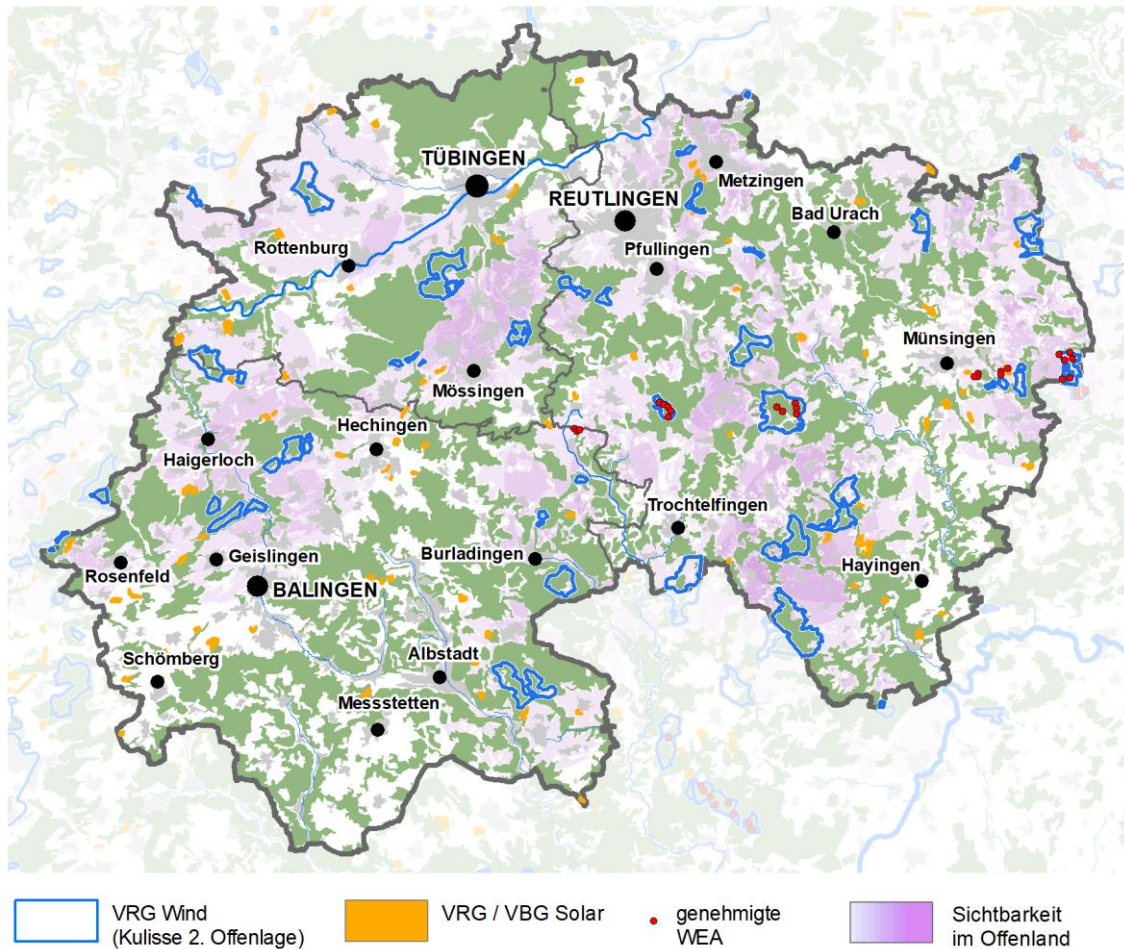 TÜBINGEN
Metzingen
REUTLINGEN
Bad Urach
Rottenburg
Pfullingen
Münsingen
Mössingen
Hechingen
Haigerloch
Trochtelfingen
Geislingen
Burladingen
Rosenfeld
Hayingen
BALINGEN
Schömberg
Albstadt
Messstetten
VRG Wind
(Kulisse 2. Offenlage)
VRG / VBG Solar
genehmigte
WEA
Sichtbarkeit
im Offenland